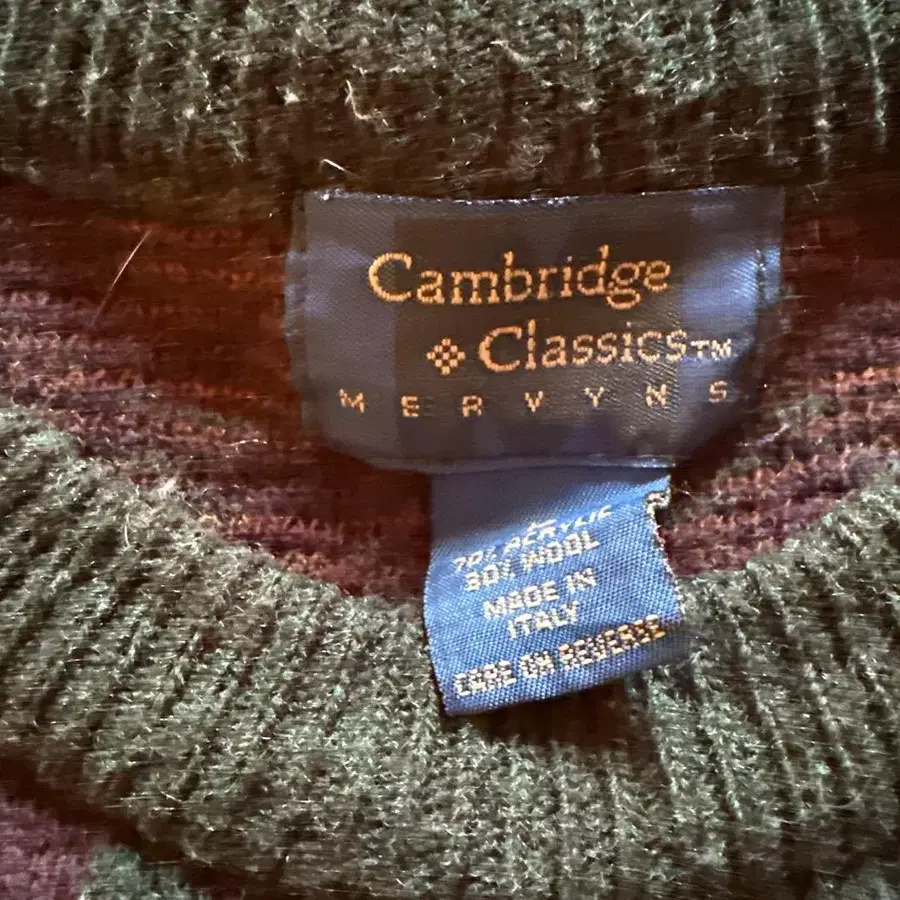 Cambridge
Classics™
MERVYNS
L
70% ACRYLIC
30% WOOL
MADE IN
ITALY
CARE ON REVERSE